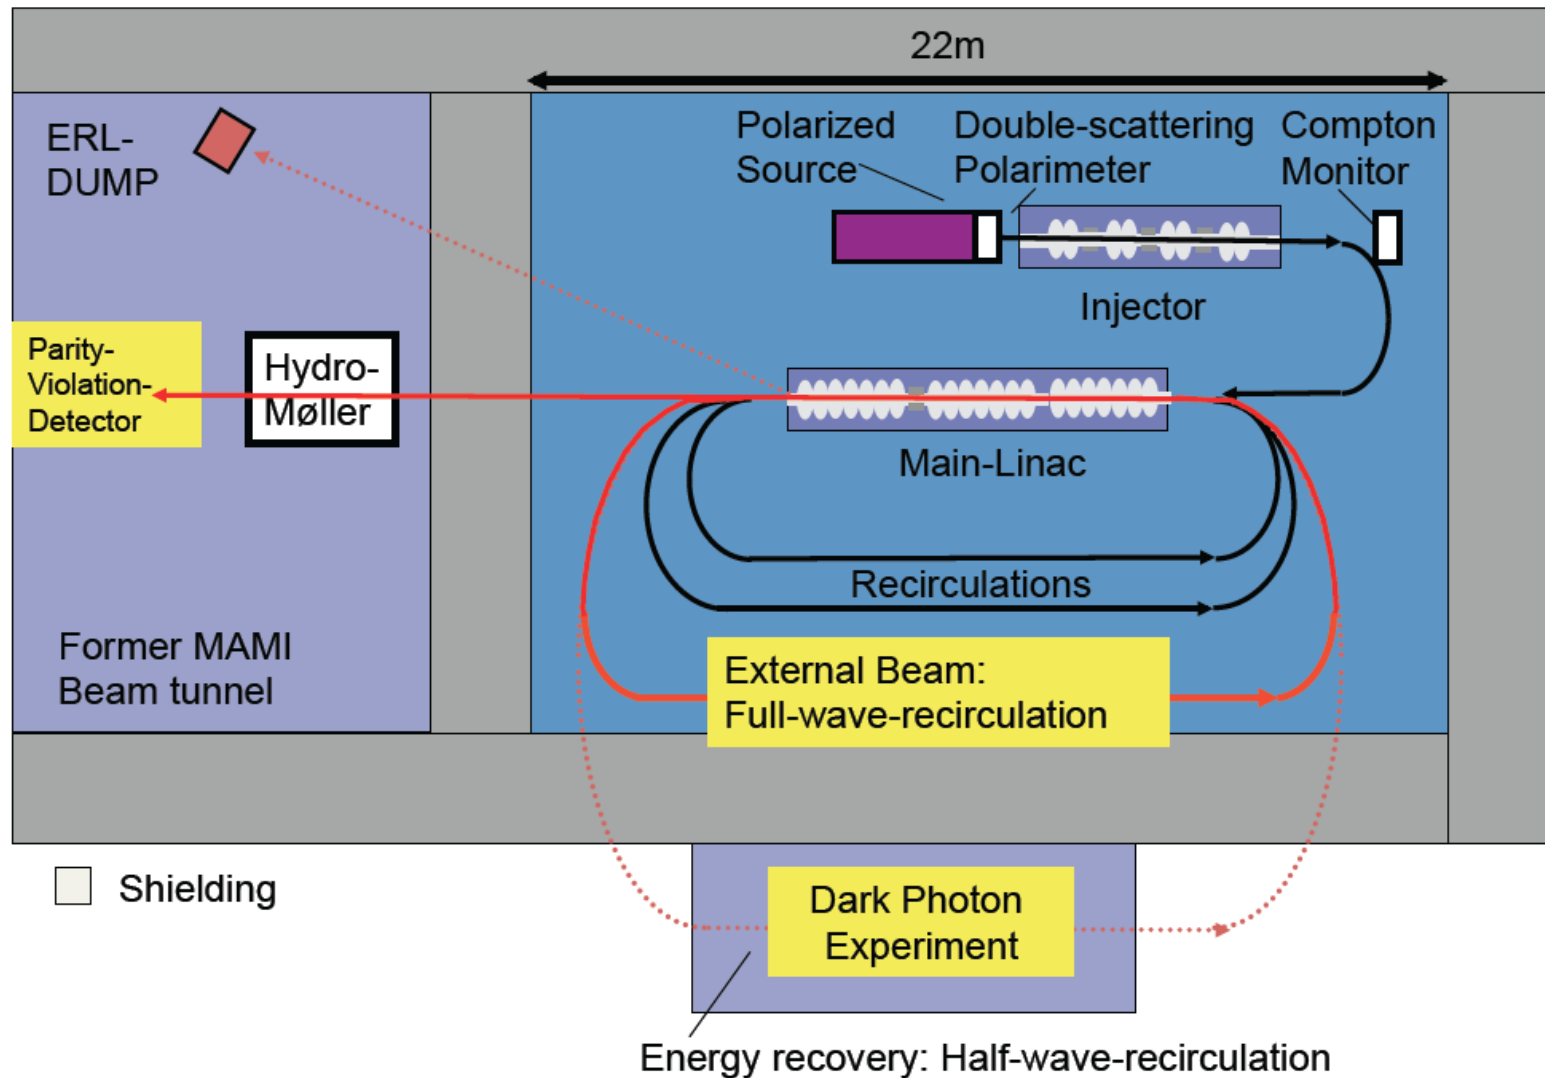 22m
ERL-
DUMP
Polarized
Source
Double-scattering
Polarimeter
Compton
Monitor
Injector
Parity-
Violation-
Detector
Hydro-
Møller
Main-Linac
Recirculations
Former MAMI
Beam tunnel
External Beam:
Full-wave-recirculation
Shielding
Dark Photon
Experiment
Energy recovery: Half-wave-recirculation